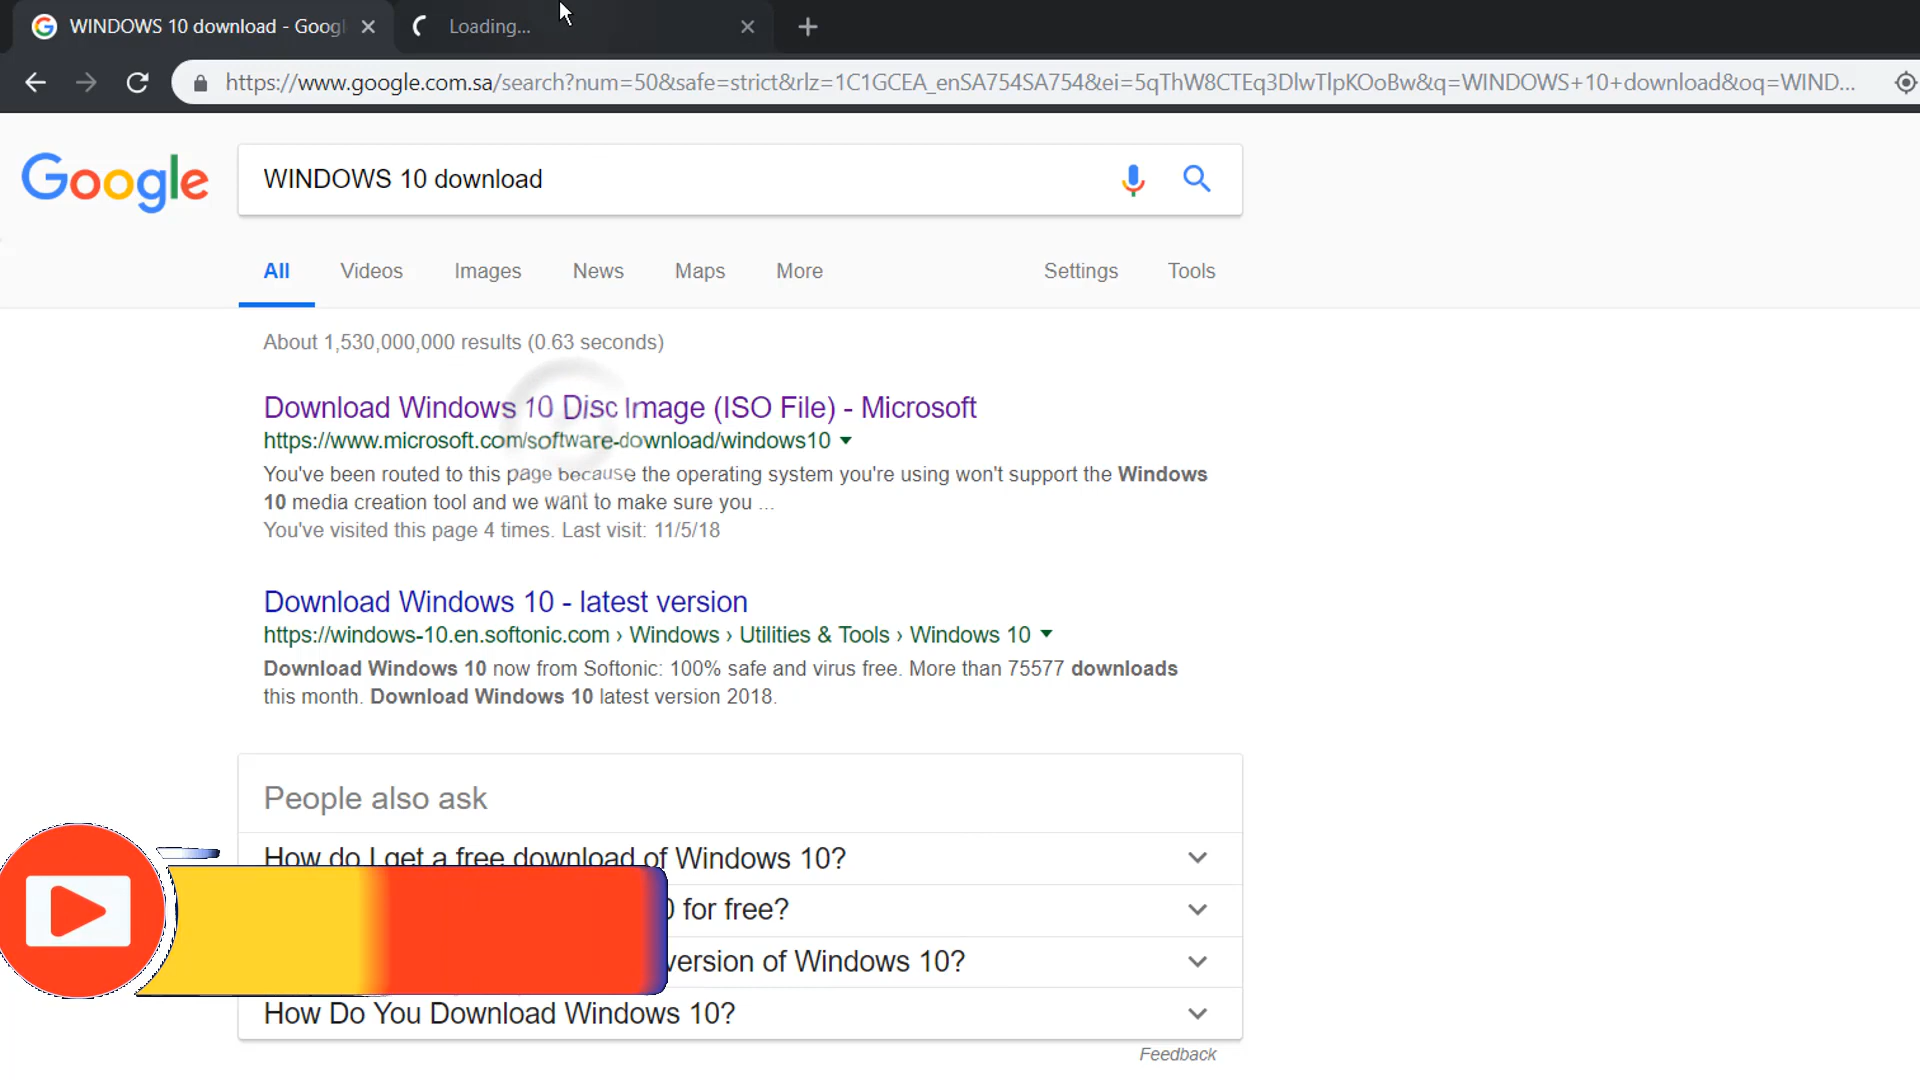 WINDOWS 10 download - Googl
Loading...
https://www.google.com.sa/search?num=50&safe=strict&rlz=1C1GCEA_enSA754SA754&ei=5qThW8CTEq3DlwTlpKOoBw&q=WINDOWS+10+download&oq=WIND...
Google
WINDOWS 10 download
All Videos Images News Maps More Settings Tools
About 1,530,000,000 results (0.63 seconds)
Download Windows 10 Disc Image (ISO File) - Microsoft
https://www.microsoft.com/software-download/windows10
You've been routed to this page because the operating system you're using won't support the Windows
10 media creation tool and we want to make sure you ...
You've visited this page 4 times. Last visit: 11/5/18
Download Windows 10 - latest version
https://windows-10.en.softonic.com › Windows › Utilities & Tools › Windows 10
Download Windows 10 now from Softonic: 100% safe and virus free. More than 75577 downloads
this month. Download Windows 10 latest version 2018.
People also ask
How do I get a free download of Windows 10?
for free?
version of Windows 10?
How Do You Download Windows 10?
Feedback